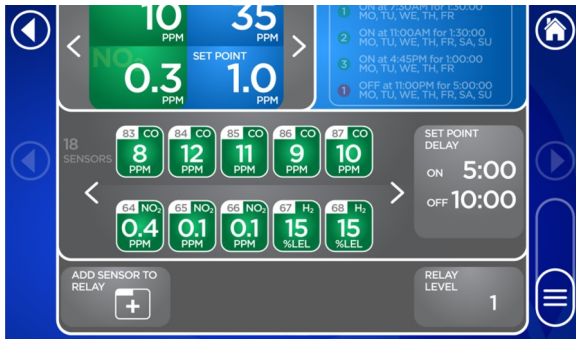 10
PPM
35
PPM
NO₂
0.3
PPM
SET POINT
1.0
PPM
1 ON at 7:30AM for 1:30:00
MO, TU, WE, TH, FR
2 ON at 11:00AM for 1:30:00
MO, TU, WE, TH, FR, SA, SU
3 ON at 4:45PM for 1:00:00
MO, TU, WE, TH, FR
1 OFF at 11:00PM for 5:00:00
MO, TU, WE, TH, FR, SA, SU
18
SENSORS
83 CO
8
PPM
84 CO
12
PPM
85 CO
11
PPM
86 CO
9
PPM
87 CO
10
PPM
64 NO₂
0.4
PPM
65 NO₂
0.1
PPM
66 NO₂
0.1
PPM
67 H₂
15
%LEL
68 H₂
15
%LEL
SET POINT
DELAY
ON 5:00
OFF 10:00
ADD SENSOR TO
RELAY
+
RELAY
LEVEL
1